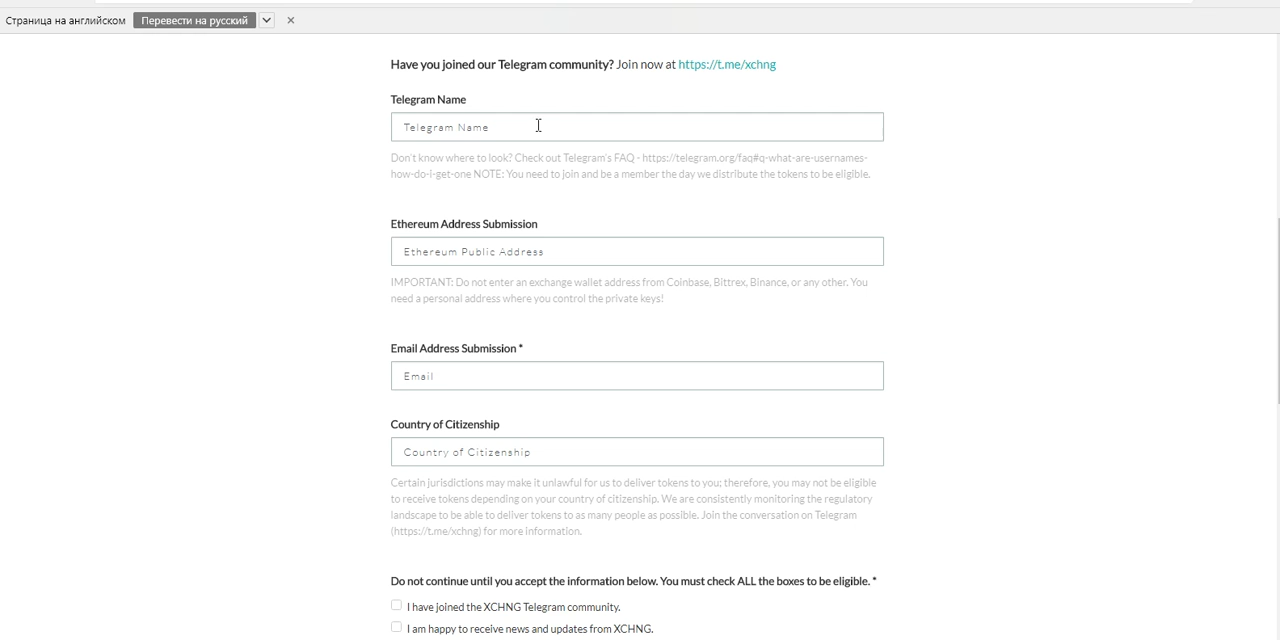 Страница на английском Перевести на русский
Have you joined our Telegram community? Join now at https://t.me/xchng
Telegram Name
Telegram Name
Don't know where to look? Check out Telegram's FAQ - https://telegram.org/faq#q-what-are-usernames-
how-do-i-get-one NOTE: You need to join and be a member the day we distribute the tokens to be eligible.
Ethereum Address Submission
Ethereum Public Address
IMPORTANT: Do not enter an exchange wallet address from Coinbase, Bittrex, Binance, or any other. You
need a personal address where you control the private keys!
Email Address Submission *
Email
Country of Citizenship
Country of Citizenship
Certain jurisdictions may make it unlawful for us to deliver tokens to you; therefore, you may not be eligible
to receive tokens depending on your country of citizenship. We are consistently monitoring the regulatory
landscape to be able to deliver tokens to as many people as possible. Join the conversation on Telegram
(https://t.me/xchng) for more information.
Do not continue until you accept the information below. You must check ALL the boxes to be eligible. *
I have joined the XCHNG Telegram community.
I am happy to receive news and updates from XCHNG.